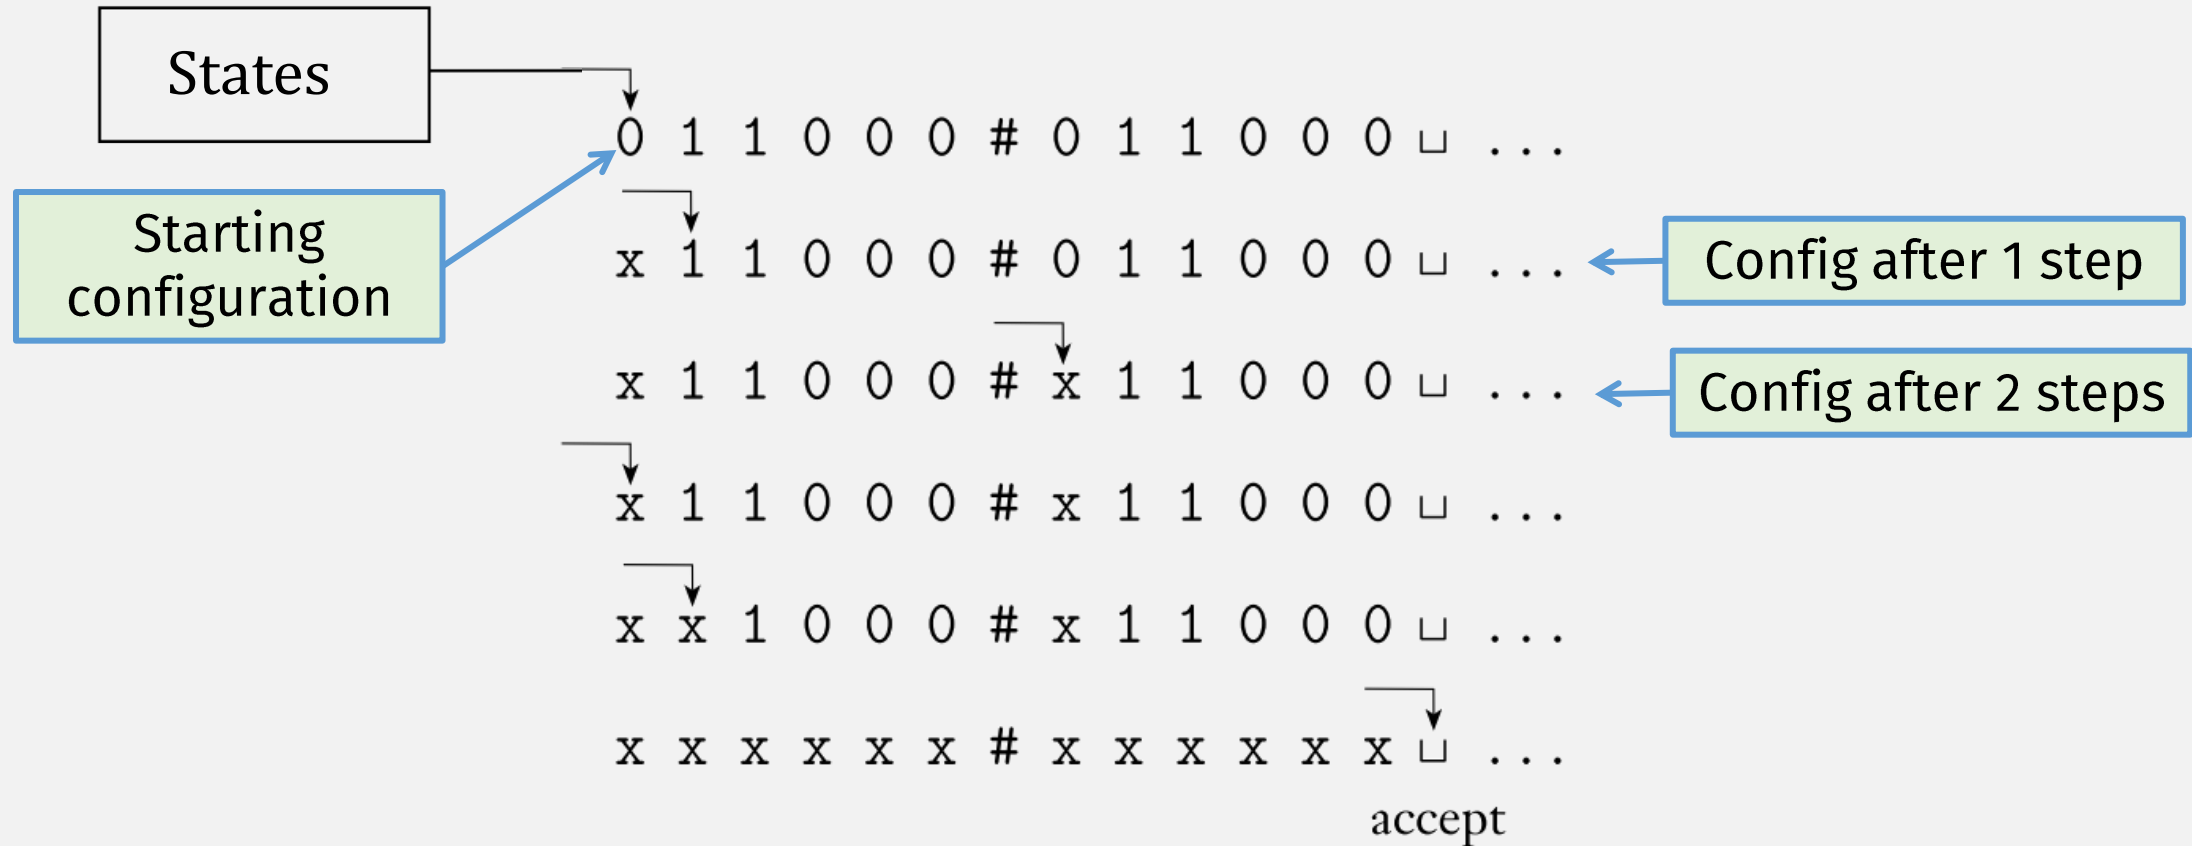 States
0 1 1 0 0 0 # 0 1 1 0 0 0 ␣ ...
Starting
configuration
x 1 1 0 0 0 # 0 1 1 0 0 0 ␣ ...
Config after 1 step
x 1 1 0 0 0 # x 1 1 0 0 0 ␣ ...
Config after 2 steps
x 1 1 0 0 0 # x 1 1 0 0 0 ␣ ...
x x 1 0 0 0 # x 1 1 0 0 0 ␣ ...
x x x x x x # x x x x x x ␣ ...
accept